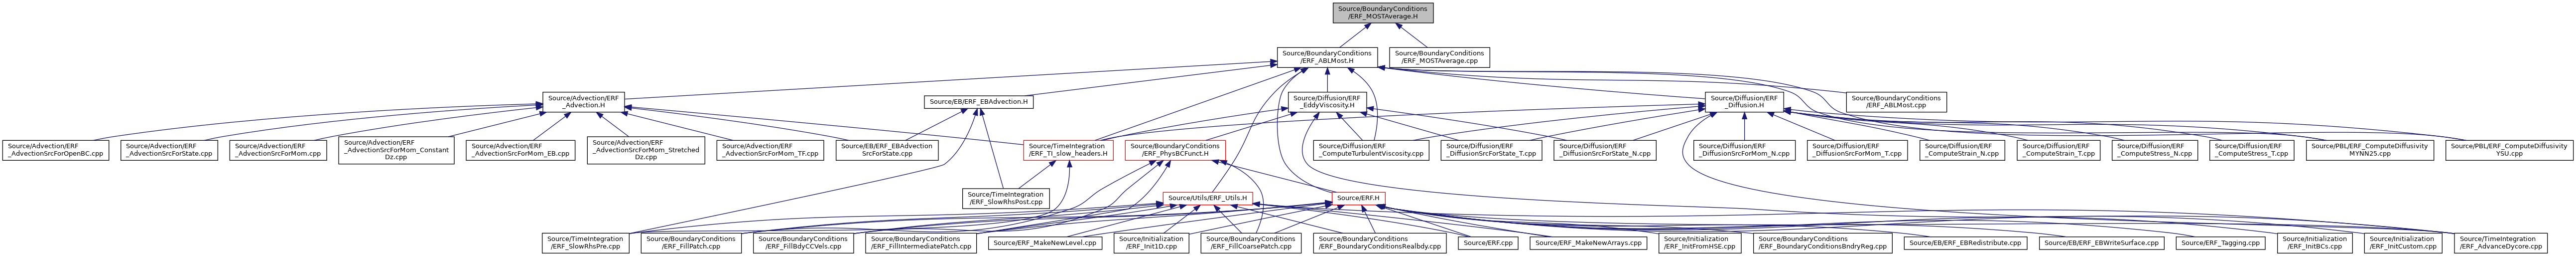 Source/BoundaryConditions
/ERF_MOSTAverage.H
Source/BoundaryConditions
/ERF_ABLMost.H
Source/BoundaryConditions
/ERF_MOSTAverage.cpp
Source/Advection/ERF
_Advection.H
Source/EB/ERF_EBAdvection.H
Source/Diffusion/ERF
_EddyViscosity.H
Source/Diffusion/ERF
_Diffusion.H
Source/BoundaryConditions
/ERF_ABLMost.cpp
Source/Advection/ERF
_AdvectionSrcForOpenBC.cpp
Source/Advection/ERF
_AdvectionSrcForState.cpp
Source/Advection/ERF
_AdvectionSrcForMom.cpp
Source/Advection/ERF
_AdvectionSrcForMom_Constant
Dz.cpp
Source/Advection/ERF
_AdvectionSrcForMom_EB.cpp
Source/Advection/ERF
_AdvectionSrcForMom_Stretched
Dz.cpp
Source/Advection/ERF
_AdvectionSrcForMom_TF.cpp
Source/EB/ERF_EBAdvection
SrcForState.cpp
Source/TimeIntegration
/ERF_TI_slow_headers.H
Source/BoundaryConditions
/ERF_PhysBCFunct.H
Source/Diffusion/ERF
_ComputeTurbulentViscosity.cpp
Source/Diffusion/ERF
_DiffusionSrcForState_T.cpp
Source/Diffusion/ERF
_DiffusionSrcForState_N.cpp
Source/Diffusion/ERF
_DiffusionSrcForMom_N.cpp
Source/Diffusion/ERF
_DiffusionSrcForMom_T.cpp
Source/Diffusion/ERF
_ComputeStrain_N.cpp
Source/Diffusion/ERF
_ComputeStrain_T.cpp
Source/Diffusion/ERF
_ComputeStress_N.cpp
Source/Diffusion/ERF
_ComputeStress_T.cpp
Source/PBL/ERF_ComputeDiffusivity
MYNN25.cpp
Source/PBL/ERF_ComputeDiffusivity
YSU.cpp
Source/TimeIntegration
/ERF_SlowRhsPost.cpp
Source/Utils/ERF_Utils.H
Source/ERF.H
Source/TimeIntegration
/ERF_SlowRhsPre.cpp
Source/BoundaryConditions
/ERF_FillPatch.cpp
Source/BoundaryConditions
/ERF_FillBdyCCVels.cpp
Source/BoundaryConditions
/ERF_FillIntermediatePatch.cpp
Source/ERF_MakeNewLevel.cpp
Source/Initialization
/ERF_Init1D.cpp
Source/BoundaryConditions
/ERF_FillCoarsePatch.cpp
Source/BoundaryConditions
/ERF_BoundaryConditionsRealbdy.cpp
Source/ERF.cpp
Source/ERF_MakeNewArrays.cpp
Source/Initialization
/ERF_InitFromHSE.cpp
Source/BoundaryConditions
/ERF_BoundaryConditionsBndryReg.cpp
Source/EB/ERF_EBRedistribute.cpp
Source/EB/ERF_EBWriteSurface.cpp
Source/ERF_Tagging.cpp
Source/Initialization
/ERF_InitBCs.cpp
Source/Initialization
/ERF_InitCustom.cpp
Source/TimeIntegration
/ERF_AdvanceDycore.cpp